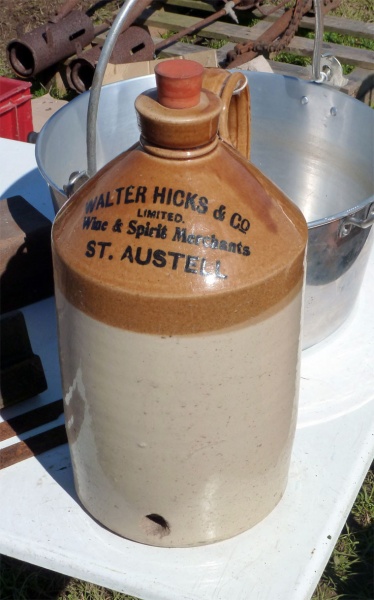 WALTER HICKS & CO
LIMITED.
Wine & Spirit Merchants
ST. AUSTELL